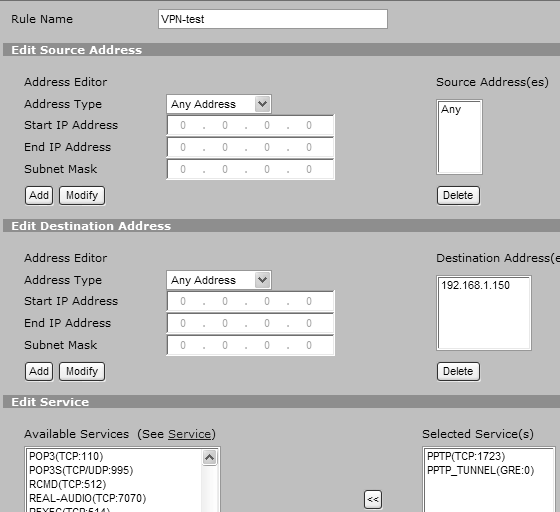 Rule Name VPN-test
Edit Source Address
Address Editor Source Address(es)
Address Type Any Address Any
Start IP Address 0 . 0 . 0 . 0
End IP Address 0 . 0 . 0 . 0
Subnet Mask 0 . 0 . 0 . 0
Add Modify Delete
Edit Destination Address
Address Editor Destination Address(e
Address Type Any Address 192.168.1.150
Start IP Address 0 . 0 . 0 . 0
End IP Address 0 . 0 . 0 . 0
Subnet Mask 0 . 0 . 0 . 0
Add Modify Delete
Edit Service
Available Services (See Service) Selected Service(s)
POP3(TCP:110) PPTP(TCP:1723)
POP3S(TCP/UDP:995) PPTP_TUNNEL(GRE:0)
RCMD(TCP:512)
REAL-AUDIO(TCP:7070) <<
REXEC(TCP:514)